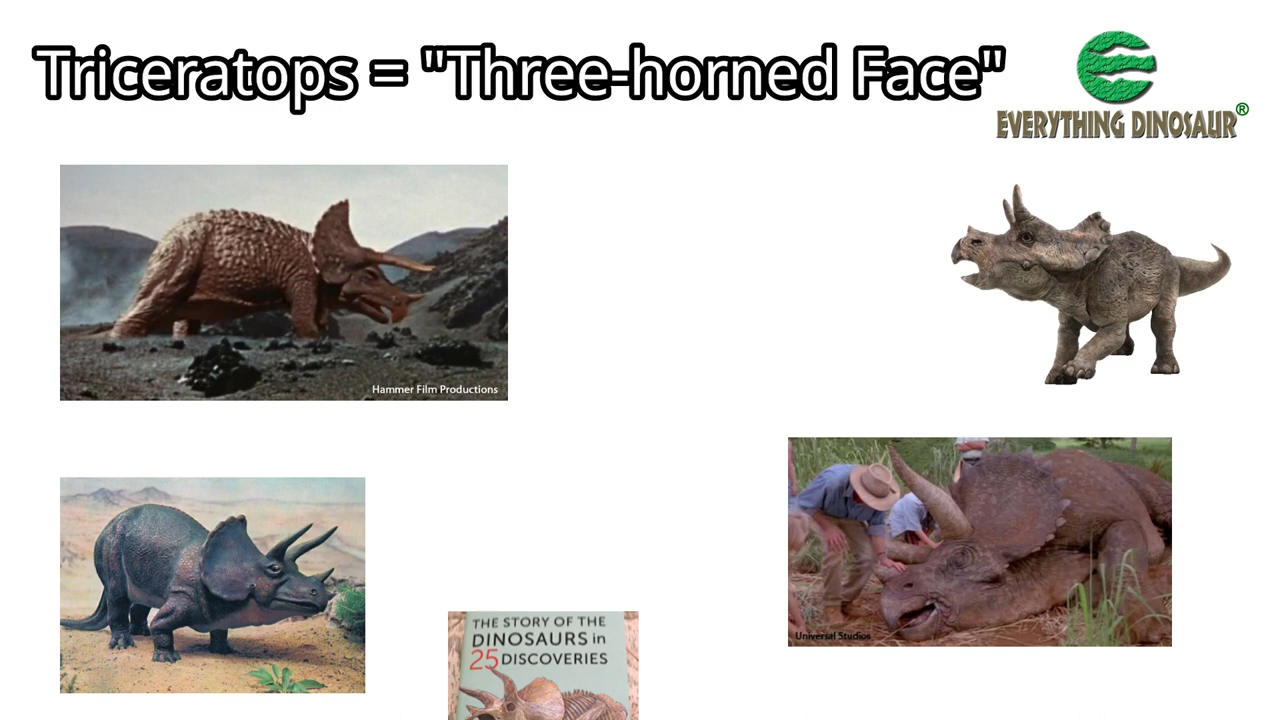 Triceratops = "Three-horned Face"
EVERYTHING DINOSAUR®
Hammer Film Productions
Universal Studios
THE STORY OF THE
DINOSAURS in
25 DISCOVERIES